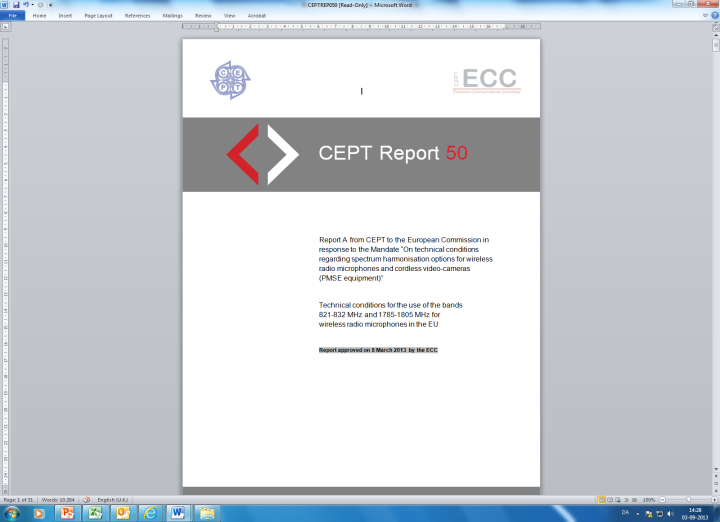 CEPTREP050 [Read-Only] - Microsoft Word
File Home Insert Page Layout References Mailings Review View Acrobat
CEPT ECC
CEPT Report 50
Report A from CEPT to the European Commission in
response to the Mandate "On technical conditions
regarding spectrum harmonisation options for wireless
radio microphones and cordless video-cameras
(PMSE equipment)"
Technical conditions for the use of the bands
821-832 MHz and 1785-1805 MHz for
wireless radio microphones in the EU
Report approved on 8 March 2013 by the ECC
Page: 1 of 31 Words: 10.384 English (U.K.) 100%
DA 14:28
03-09-2013